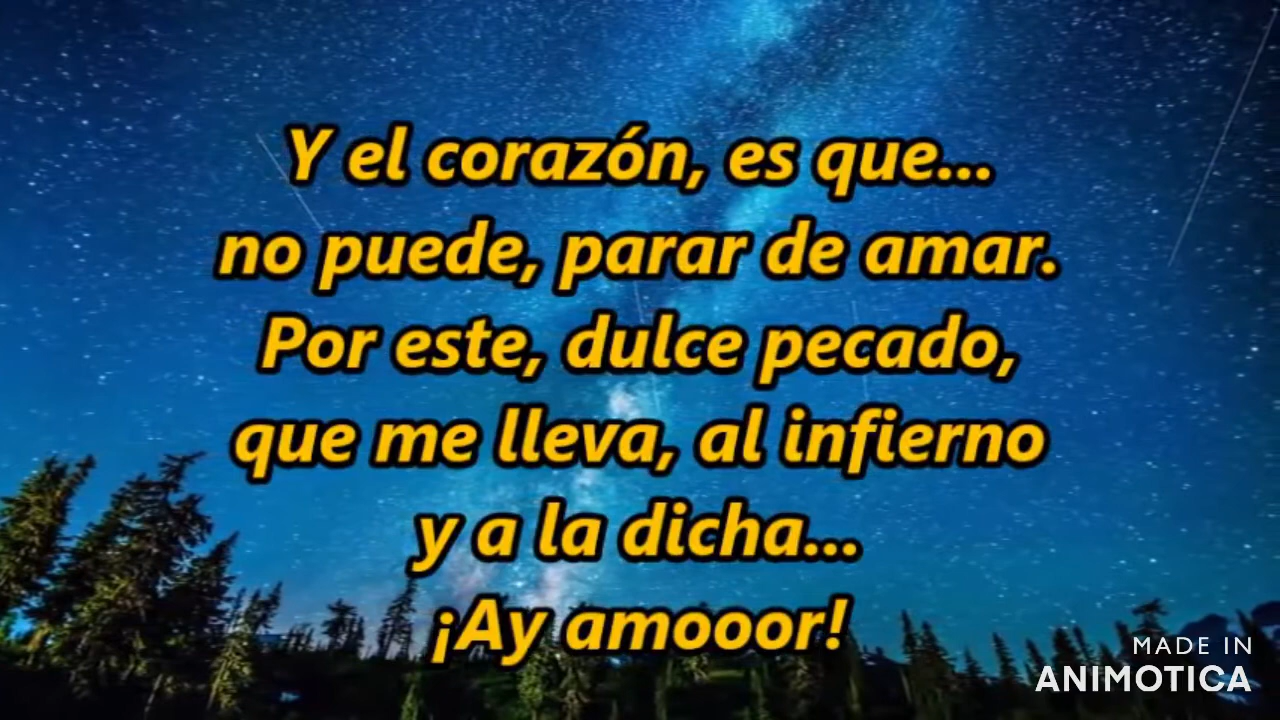 Y el corazón, es que...
no puede, parar de amar.
Por este, dulce pecado,
que me lleva, al infierno
y a la dicha...
¡Ay amooor!
MADE IN
ANIMOTICA